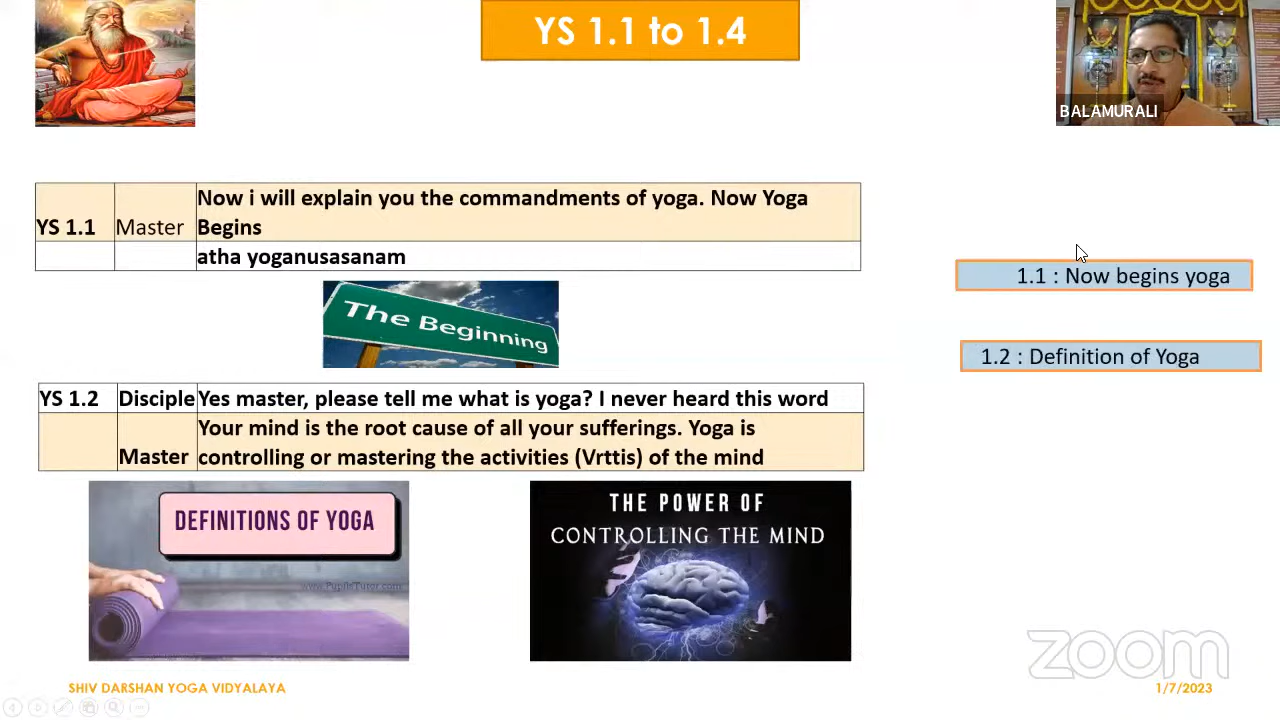 YS 1.1 to 1.4
BALAMURALI
Now i will explain you the commandments of yoga. Now Yoga
YS 1.1 Master Begins
atha yoganusasanam
The Beginning
1.1 : Now begins yoga
1.2 : Definition of Yoga
YS 1.2 Disciple Yes master, please tell me what is yoga? I never heard this word
Your mind is the root cause of all your sufferings. Yoga is
Master controlling or mastering the activities (Vrttis) of the mind
DEFINITIONS OF YOGA
www.PupilsTutor.com
THE POWER OF
CONTROLLING THE MIND
zoom
SHIV DARSHAN YOGA VIDYALAYA
1/7/2023